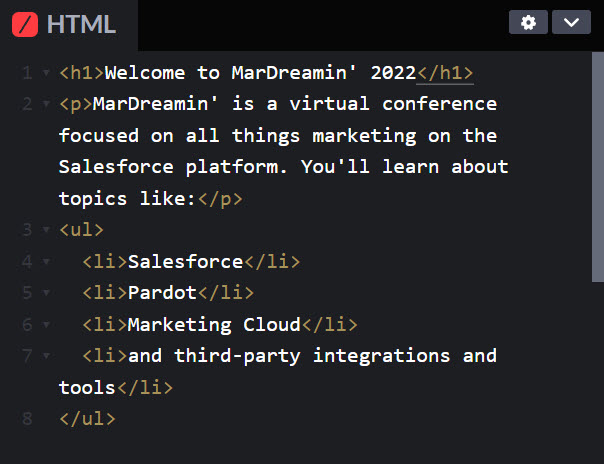 HTML
1 <h1>Welcome to MarDreamin' 2022</h1>
2 <p>MarDreamin' is a virtual conference
focused on all things marketing on the
Salesforce platform. You'll learn about
topics like:</p>
3 <ul>
4 <li>Salesforce</li>
5 <li>Pardot</li>
6 <li>Marketing Cloud</li>
7 <li>and third-party integrations and
tools</li>
8 </ul>